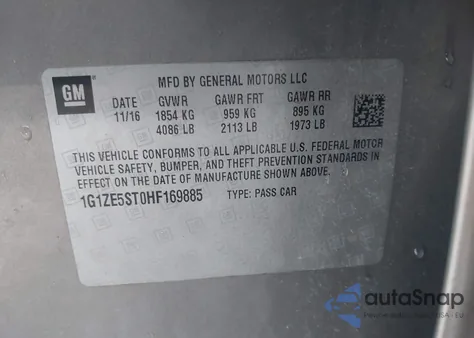 GM
MFD BY GENERAL MOTORS LLC
DATE GVWR GAWR FRT GAWR RR
11/16 1854 KG 959 KG 895 KG
4086 LB 2113 LB 1973 LB
THIS VEHICLE CONFORMS TO ALL APPLICABLE U.S. FEDERAL MOTOR
VEHICLE SAFETY, BUMPER, AND THEFT PREVENTION STANDARDS IN
EFFECT ON THE DATE OF MANUFACTURE SHOWN ABOVE.
1G1ZE5ST0HF169885 TYPE: PASS CAR
autaSnap